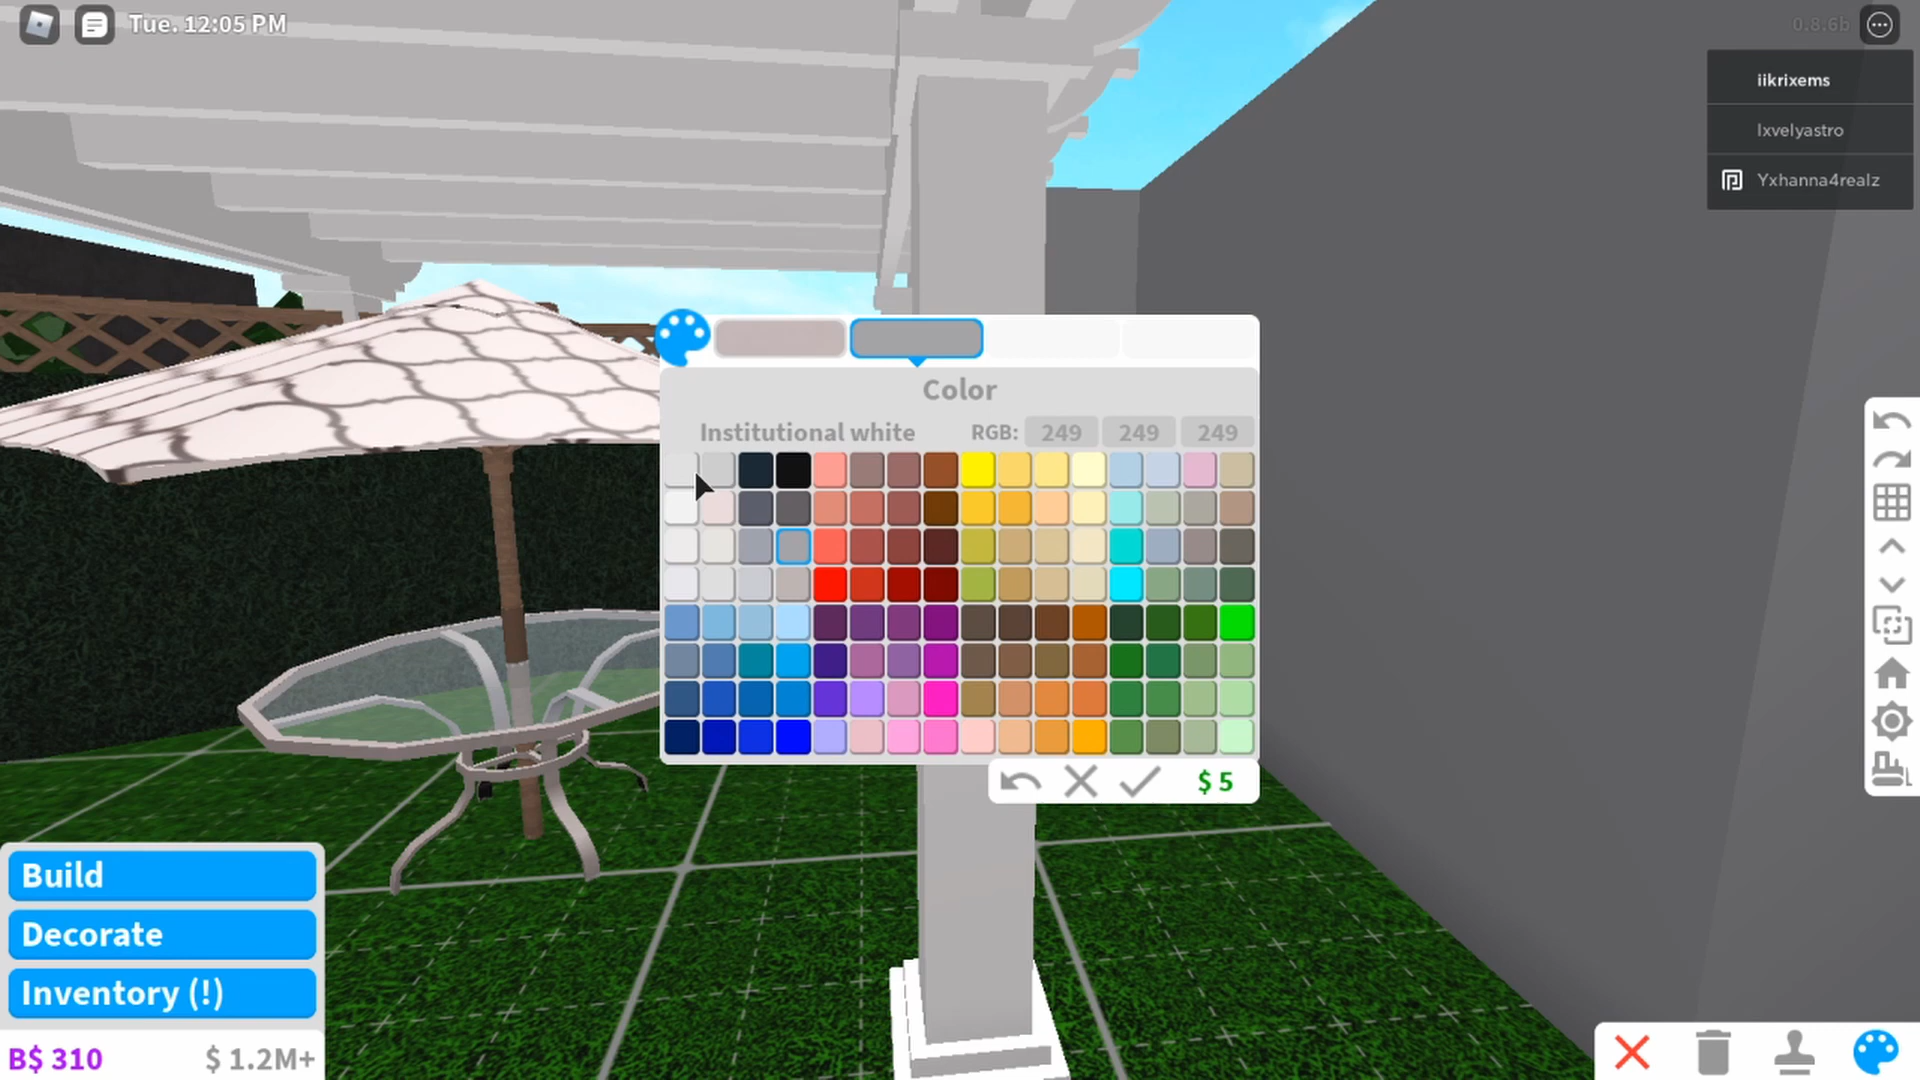 Tue. 12:05 PM
0.8.6b
iikrixems
lxvelyastro
Yxhanna4realz
Color
Institutional white RGB: 249 249 249
$ 5
Build
Decorate
Inventory (!)
B$ 310 $ 1.2M+